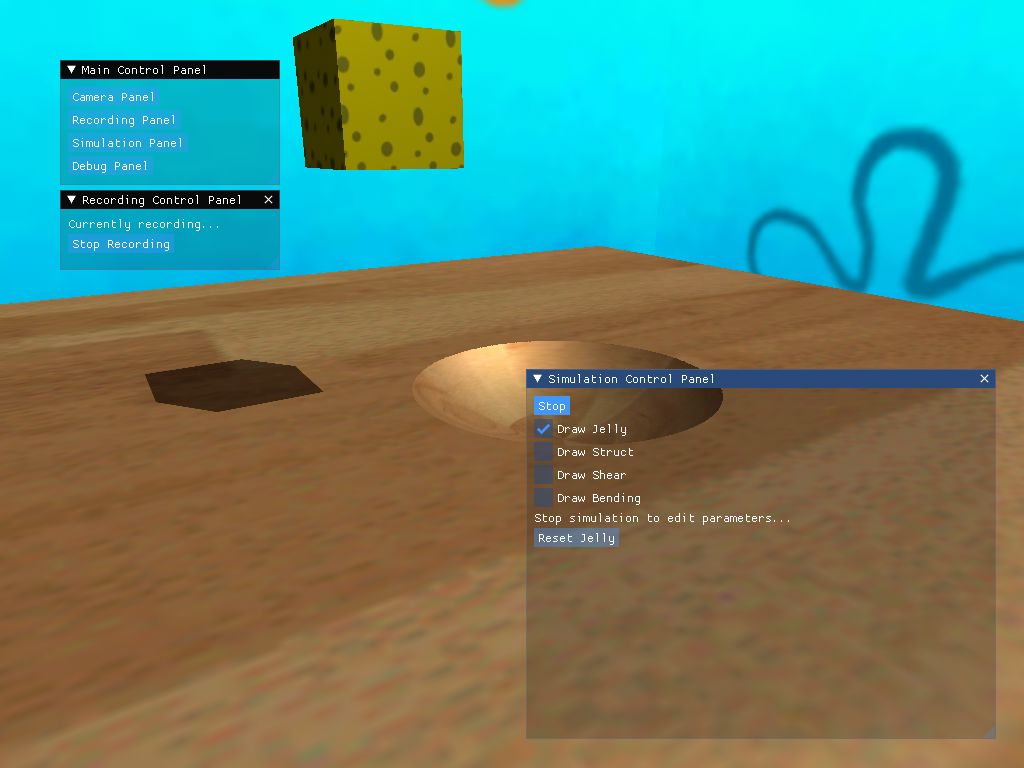 Main Control Panel
Camera Panel
Recording Panel
Simulation Panel
Debug Panel
Recording Control Panel
Currently recording...
Stop Recording
Simulation Control Panel
Stop
Draw Jelly
Draw Struct
Draw Shear
Draw Bending
Stop simulation to edit parameters...
Reset Jelly